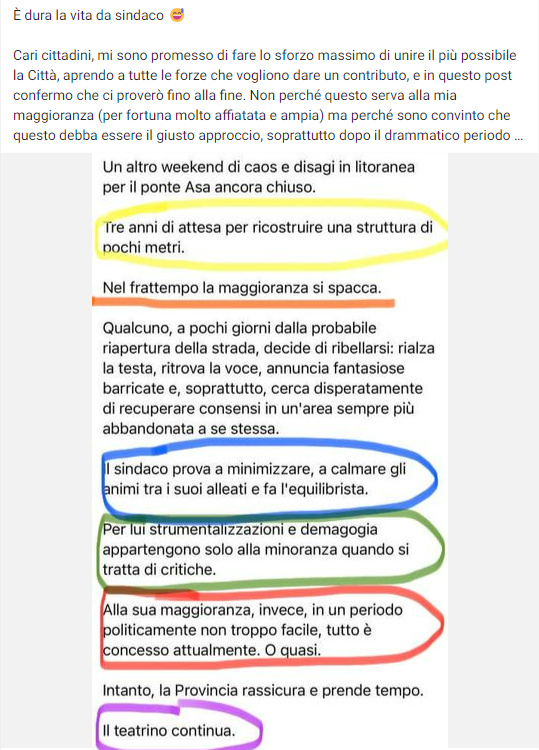 È dura la vita da sindaco 😅
Cari cittadini, mi sono promesso di fare lo sforzo massimo di unire il più possibile
la Città, aprendo a tutte le forze che vogliono dare un contributo, e in questo post
confermo che ci proverò fino alla fine. Non perché questo serva alla mia
maggioranza (per fortuna molto affiatata e ampia) ma perché sono convinto che
questo debba essere il giusto approccio, soprattutto dopo il drammatico periodo ...
Un altro weekend di caos e disagi in litoranea
per il ponte Asa ancora chiuso.
Tre anni di attesa per ricostruire una struttura di
pochi metri.
Nel frattempo la maggioranza si spacca.
Qualcuno, a pochi giorni dalla probabile
riapertura della strada, decide di ribellarsi: rialza
la testa, ritrova la voce, annuncia fantasiose
barricate e, soprattutto, cerca disperatamente
di recuperare consensi in un'area sempre più
abbandonata a se stessa.
Il sindaco prova a minimizzare, a calmare gli
animi tra i suoi alleati e fa l'equilibrista.
Per lui strumentalizzazioni e demagogia
appartengono solo alla minoranza quando si
tratta di critiche.
Alla sua maggioranza, invece, in un periodo
politicamente non troppo facile, tutto è
concesso attualmente. O quasi.
Intanto, la Provincia rassicura e prende tempo.
Il teatrino continua.